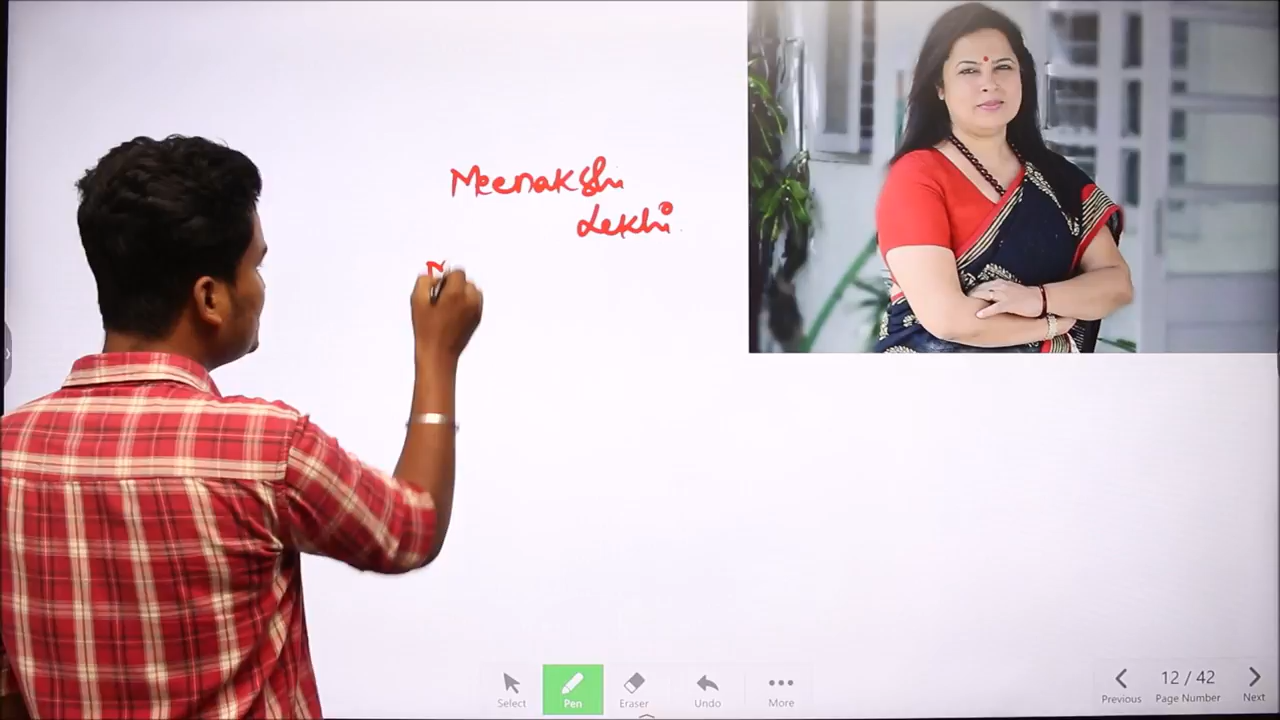 Meenakshi
Lekhi
Select
Pen
Eraser
Undo
More
Previous
12 / 42
Page Number
Next